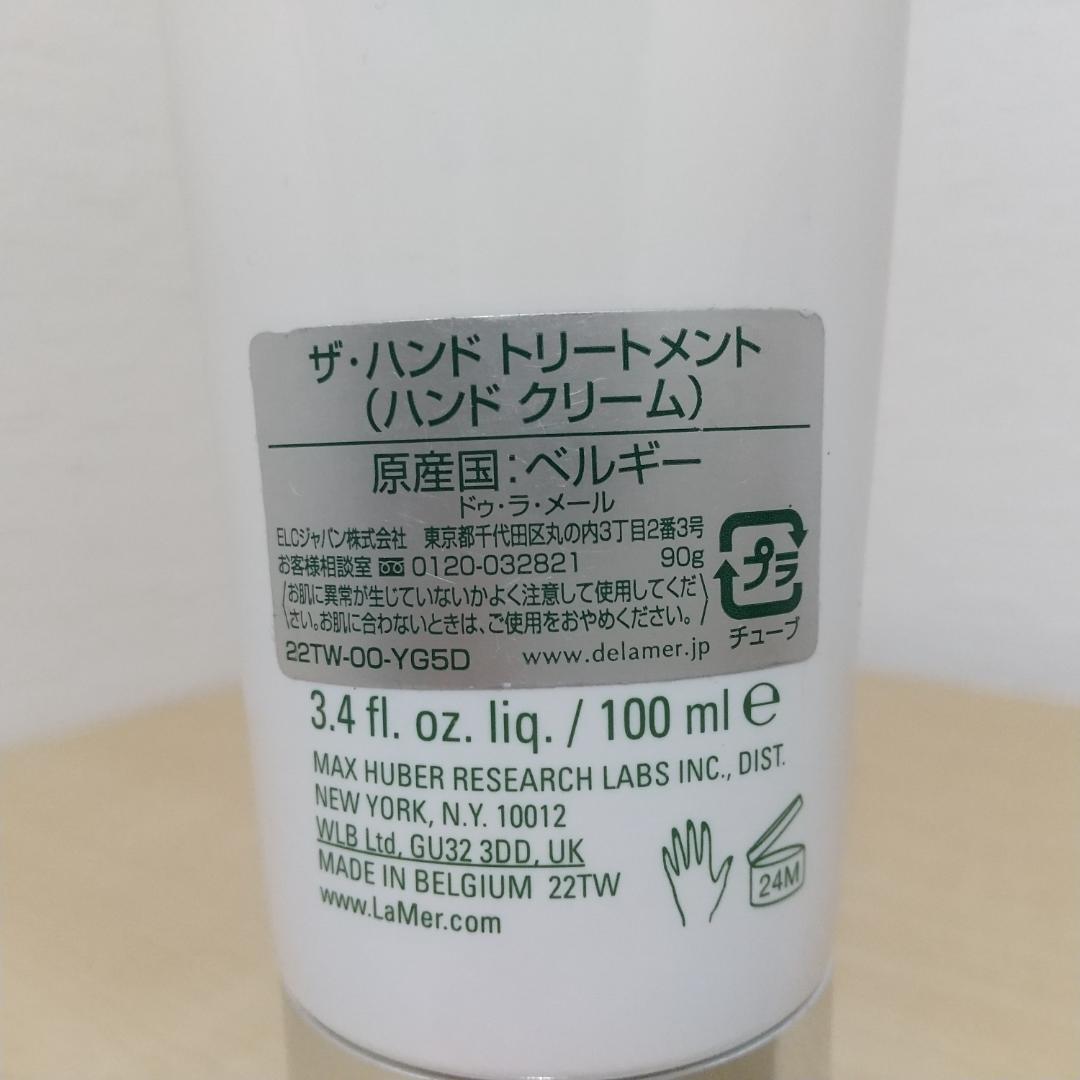 ザ・ハンド トリートメント
(ハンド クリーム)
原産国:ベルギー
ドゥ・ラ・メール
ELCジャパン株式会社 東京都千代田区丸の内3丁目2番3号
お客様相談室 0120-032821 90g
お肌に異常が生じていないかよく注意して使用してくだ
さい。お肌に合わないときは、ご使用をおやめください。
プラ
チューブ
22TW-00-YG5D www.delamer.jp
3.4 fl. oz. liq. / 100 ml ℮
MAX HUBER RESEARCH LABS INC., DIST.
NEW YORK, N.Y. 10012
WLB Ltd, GU32 3DD, UK
MADE IN BELGIUM 22TW
www.LaMer.com
24M